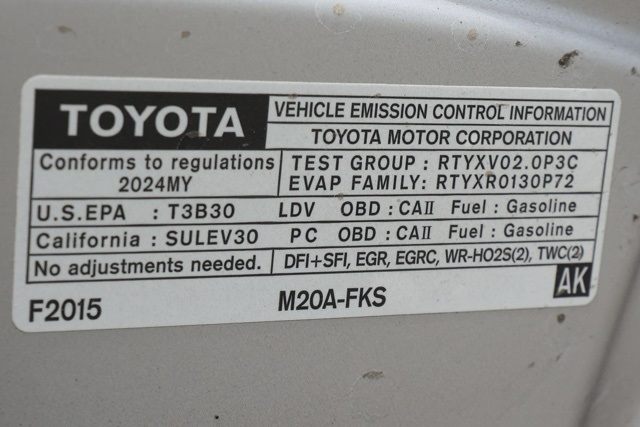 TOYOTA
VEHICLE EMISSION CONTROL INFORMATION
TOYOTA MOTOR CORPORATION
Conforms to regulations
2024MY
TEST GROUP : RTYXV02.0P3C
EVAP FAMILY: RTYXR0130P72
U.S.EPA : T3B30 LDV OBD : CAII Fuel : Gasoline
California : SULEV30 PC OBD : CAII Fuel : Gasoline
No adjustments needed. DFI+SFI, EGR, EGRC, WR-HO2S(2), TWC(2)
AK
F2015 M20A-FKS